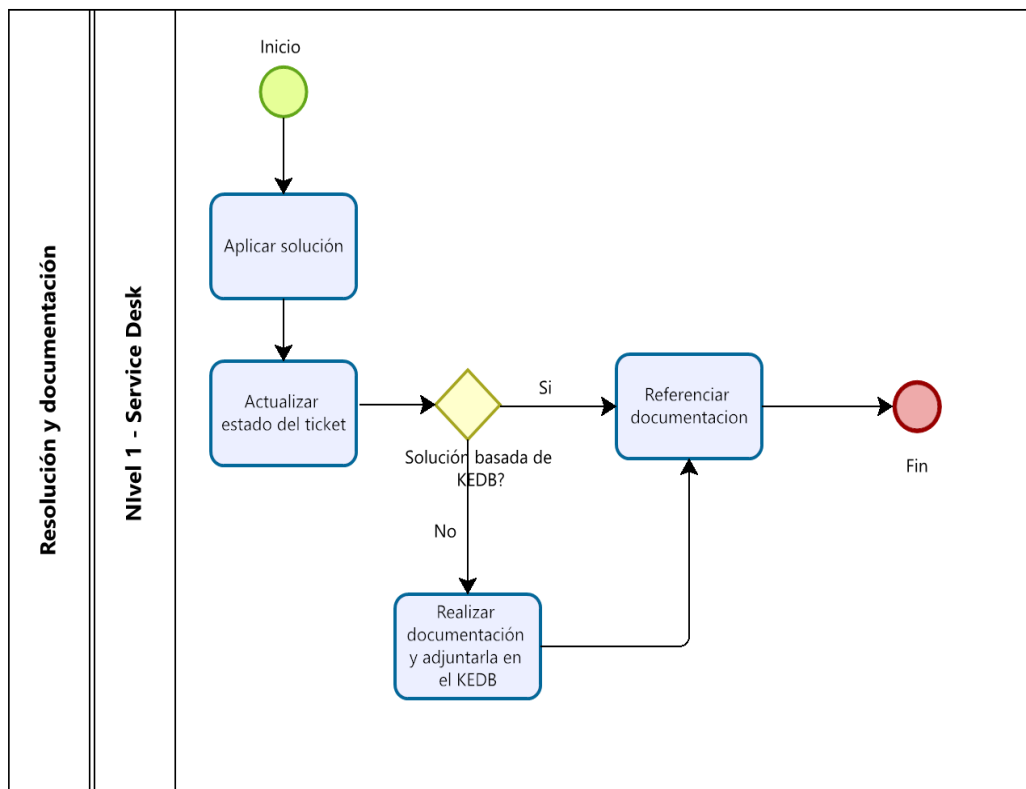 Resolución y documentación
NIvel 1 - Service Desk
Inicio
Aplicar solución
Actualizar
estado del ticket
Solución basada de
KEDB?
Si
No
Referenciar
documentacion
Realizar
documentación
y adjuntarla en
el KEDB
Fin